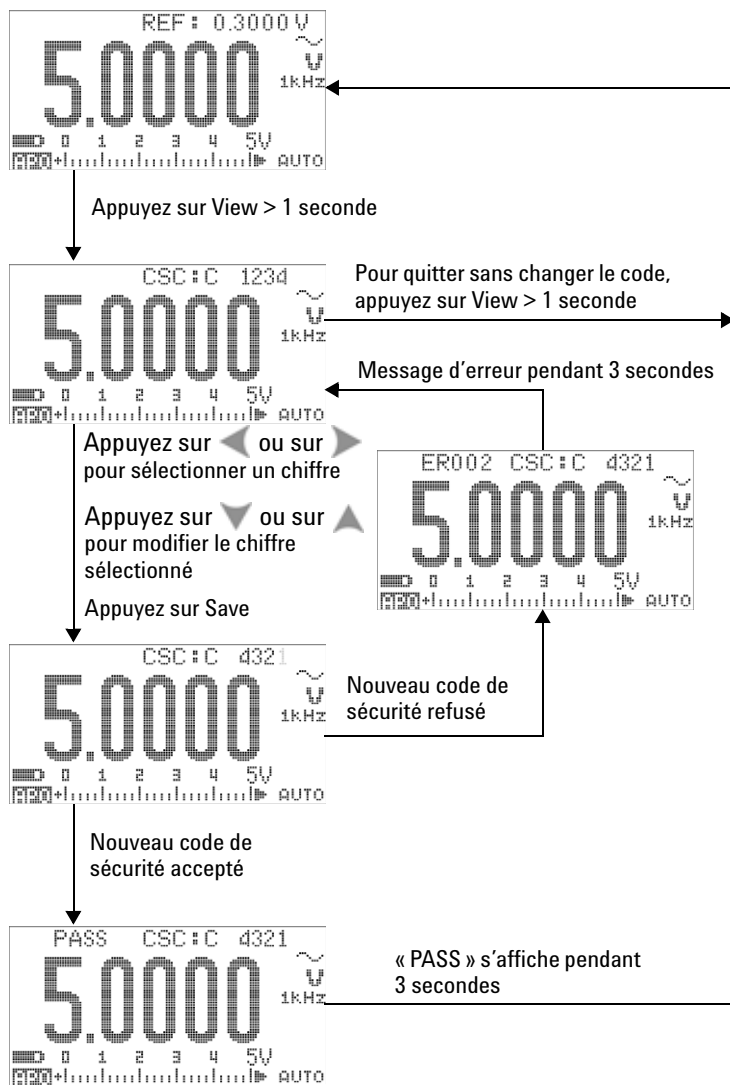 REF: 0.3000 V
5.0000 V
1kHz
0 1 2 3 4 5V
APO AUTO
Appuyez sur View > 1 seconde
CSC:C 1234
5.0000 V
1kHz
0 1 2 3 4 5V
APO AUTO
Pour quitter sans changer le code,
appuyez sur View > 1 seconde
Message d'erreur pendant 3 secondes
Appuyez sur ou sur
pour sélectionner un chiffre
Appuyez sur ou sur
pour modifier le chiffre
sélectionné
Appuyez sur Save
ER002 CSC:C 4321
5.0000 V
1kHz
0 1 2 3 4 5V
APO AUTO
CSC:C 4321
5.0000 V
1kHz
0 1 2 3 4 5V
APO AUTO
Nouveau code de
sécurité refusé
Nouveau code de
sécurité accepté
PASS CSC:C 4321
5.0000 V
1kHz
0 1 2 3 4 5V
APO AUTO
« PASS » s'affiche pendant
3 secondes